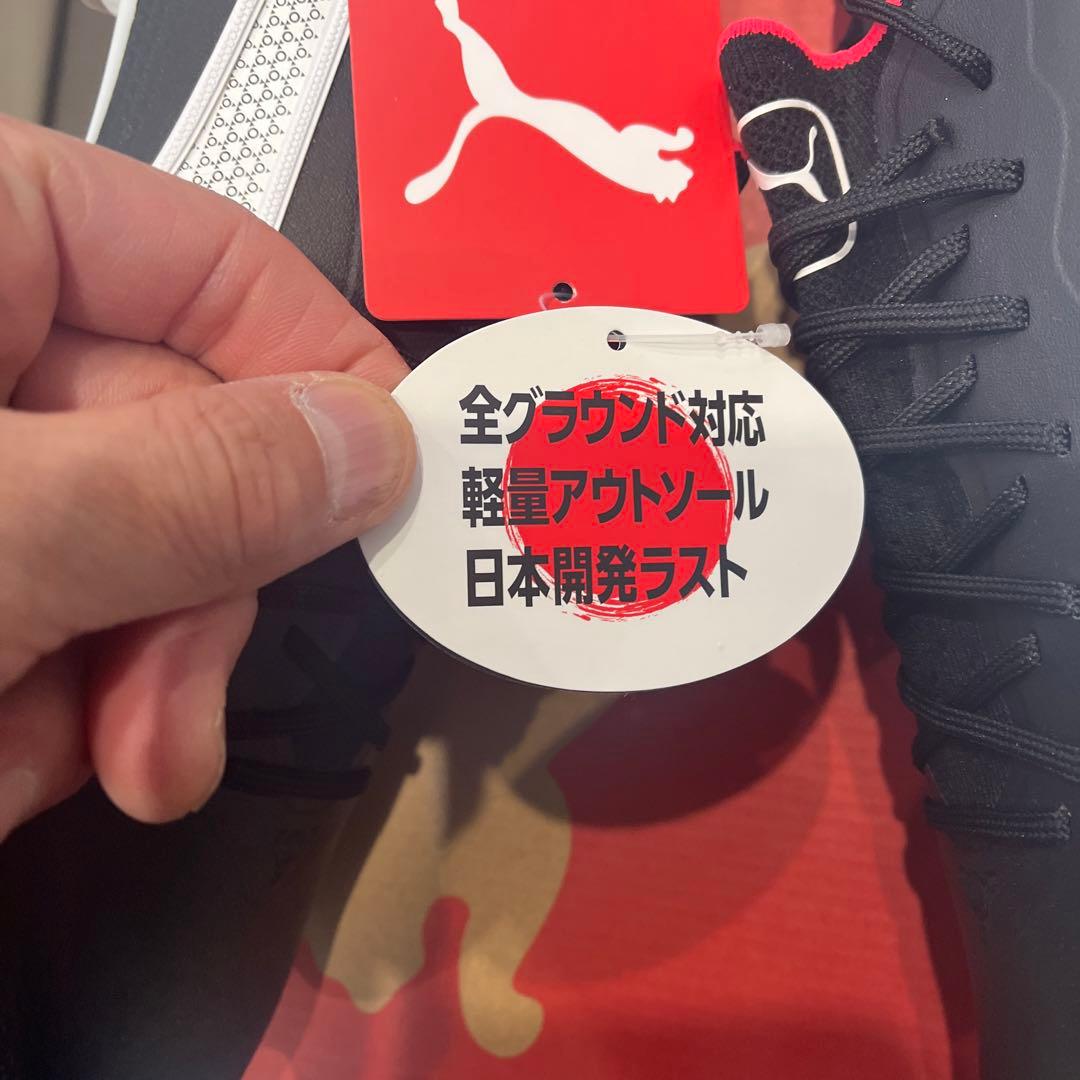 全グラウンド対応
軽量アウトソール
日本開発ラスト